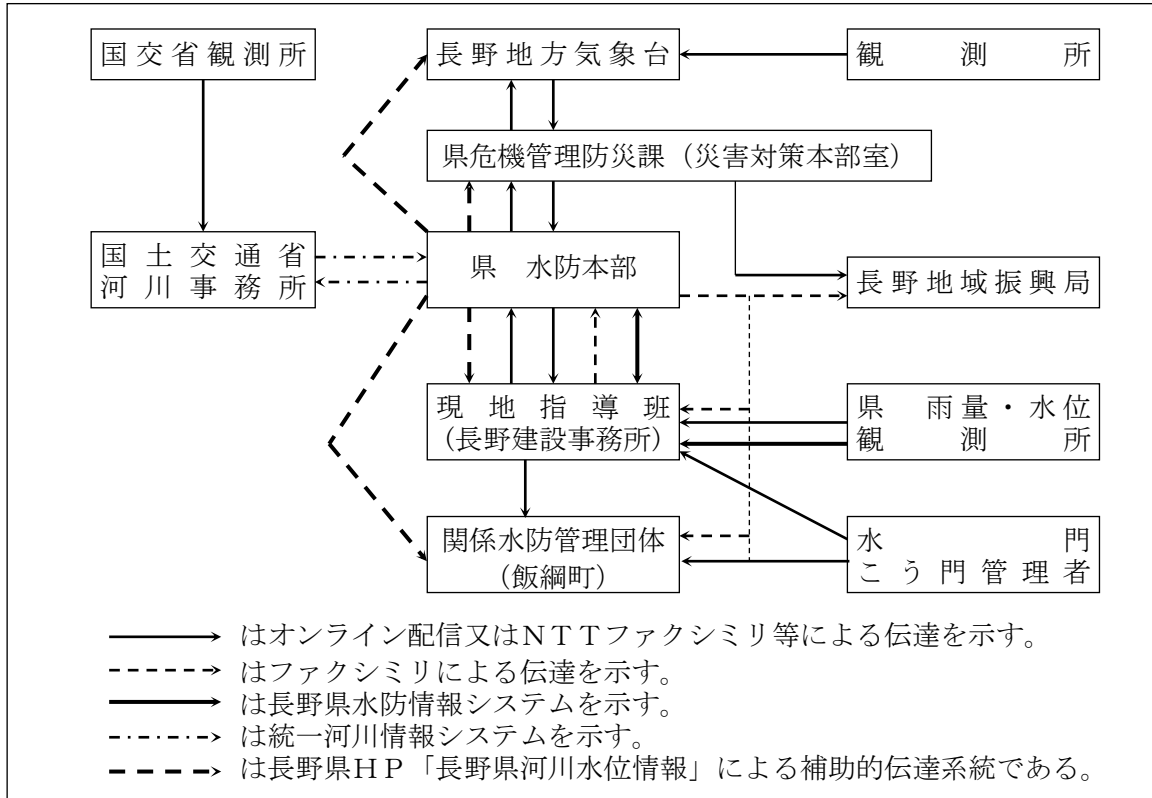 国交省観測所
長野地方気象台
観測所
県危機管理防災課（災害対策本部室）
国土交通省
河川事務所
県　水防本部
長野地域振興局
現地指導班
（長野建設事務所）
県　雨量・水位
観測所
関係水防管理団体
（飯綱町）
水門
こう門管理者
はオンライン配信又はＮＴＴファクシミリ等による伝達を示す。
はファクシミリによる伝達を示す。
は長野県水防情報システムを示す。
は統一河川情報システムを示す。
は長野県ＨＰ「長野県河川水位情報」による補助的伝達系統である。